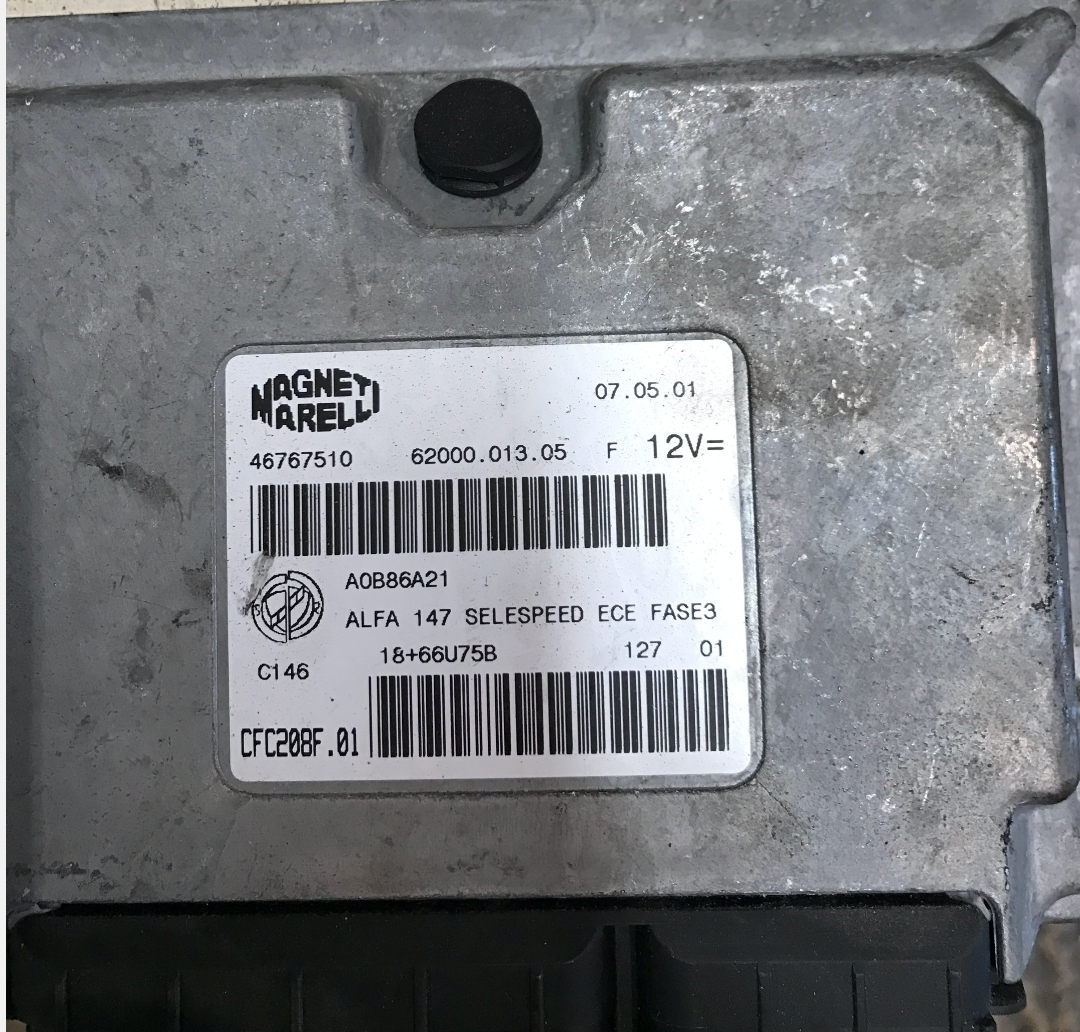 MAGNETI
MARELLI
07.05.01
46767510 62000.013.05 F 12V=
A0B86A21
ALFA 147 SELESPEED ECE FASE3
18+66U75B 127 01
C146
CFC208F.01